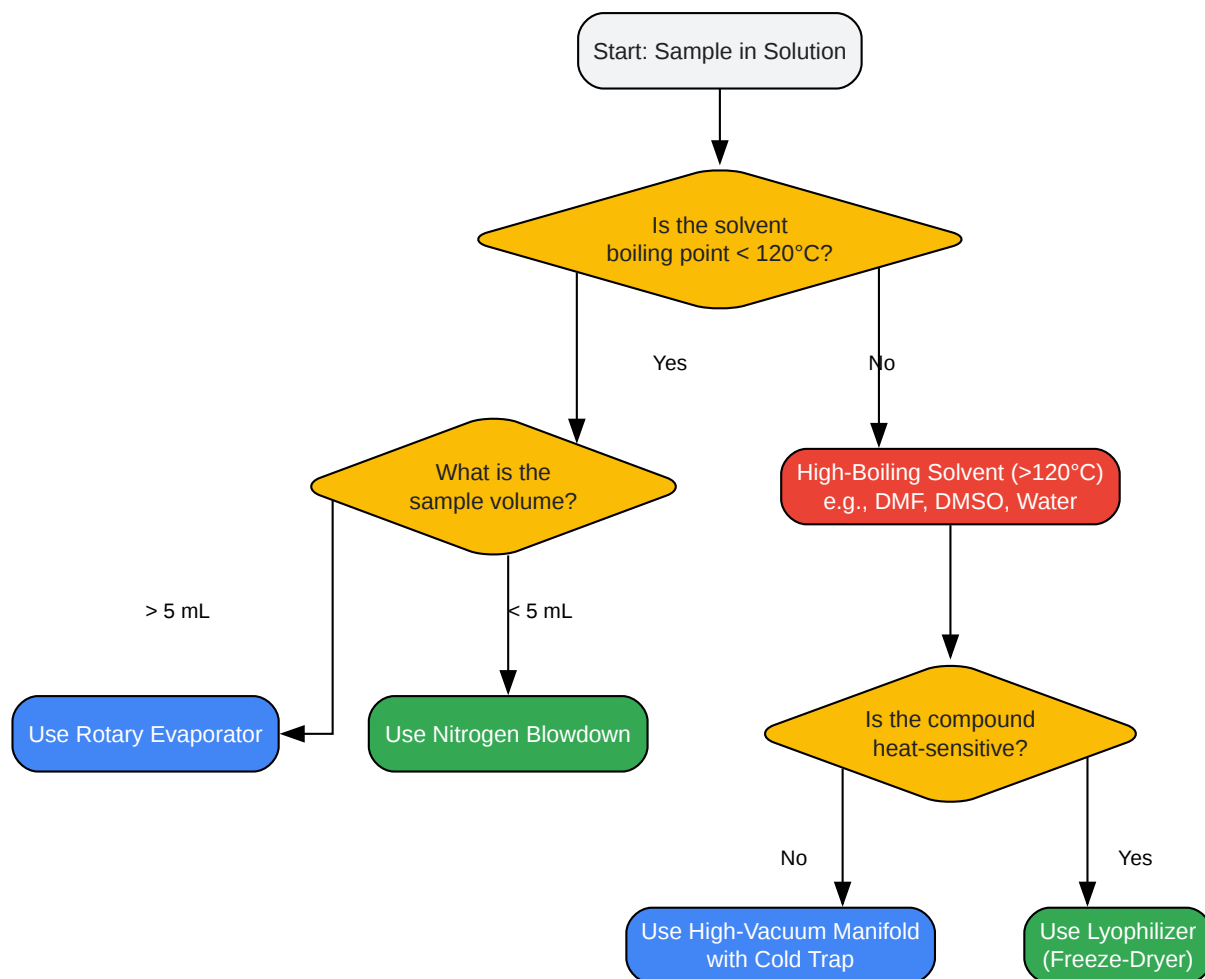 Start: Sample in Solution
Is the solvent
boiling point < 120°C?
Yes
No
What is the
sample volume?
High-Boiling Solvent (>120°C)
e.g., DMF, DMSO, Water
> 5 mL
< 5 mL
Use Rotary Evaporator
Use Nitrogen Blowdown
Is the compound
heat-sensitive?
No
Yes
Use High-Vacuum Manifold
with Cold Trap
Use Lyophilizer
(Freeze-Dryer)